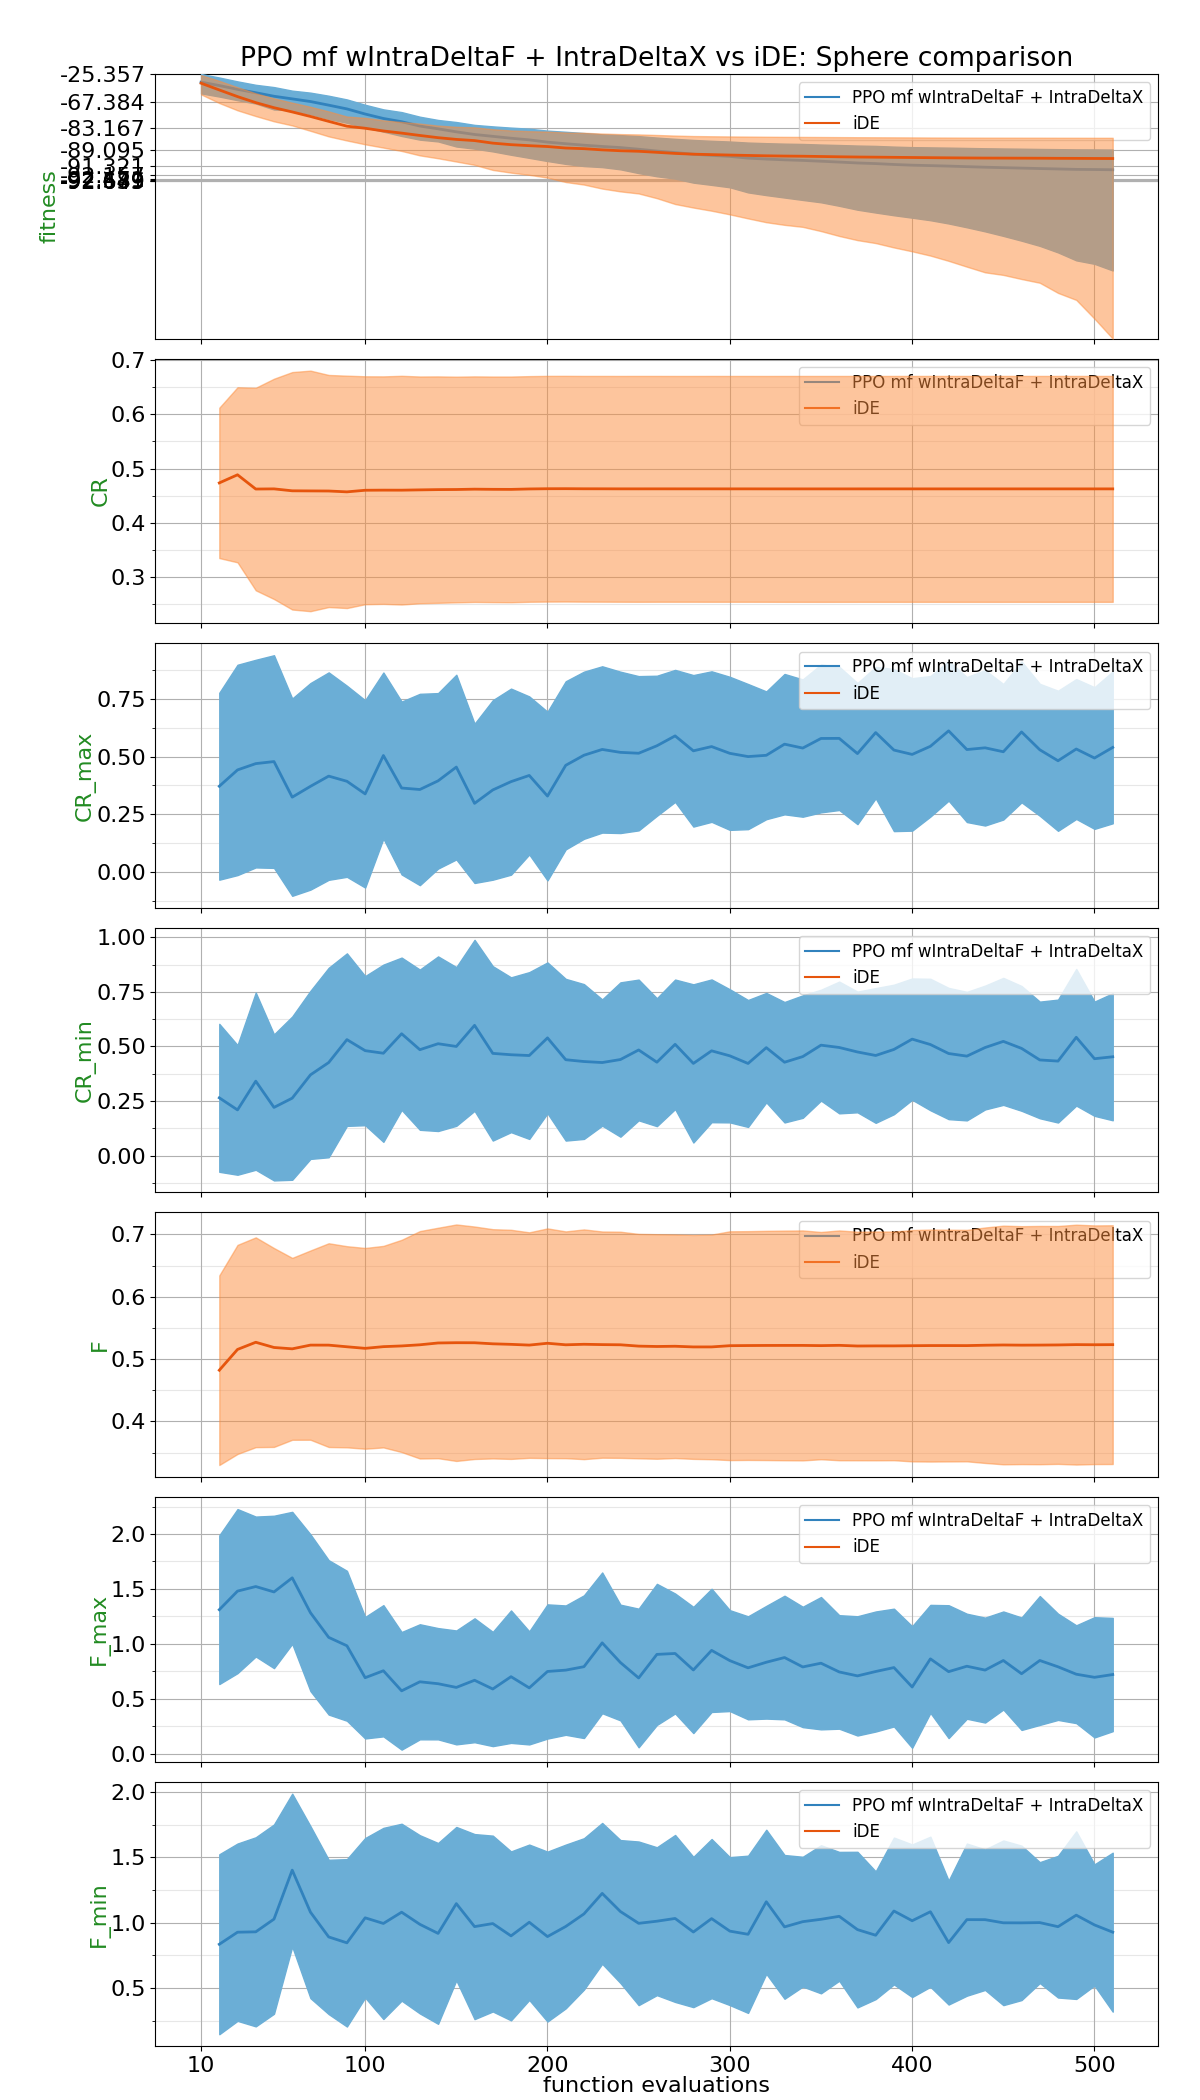 PPO mf wIntraDeltaF + IntraDeltaX vs iDE: Sphere comparison
-25.357
-67.384
-83.167
-89.095
-91.321
fitness
PPO mf wIntraDeltaF + IntraDeltaX
iDE
0.7
0.6
0.5
0.4
0.3
CR
PPO mf wIntraDeltaF + IntraDeltaX
iDE
0.75
0.50
0.25
0.00
CR_max
PPO mf wIntraDeltaF + IntraDeltaX
iDE
1.00
0.75
0.50
0.25
0.00
CR_min
PPO mf wIntraDeltaF + IntraDeltaX
iDE
0.7
0.6
0.5
0.4
F
PPO mf wIntraDeltaF + IntraDeltaX
iDE
2.0
1.5
1.0
0.5
0.0
F_max
PPO mf wIntraDeltaF + IntraDeltaX
iDE
2.0
1.5
1.0
0.5
F_min
PPO mf wIntraDeltaF + IntraDeltaX
iDE
10 100 200 300 400 500
function evaluations